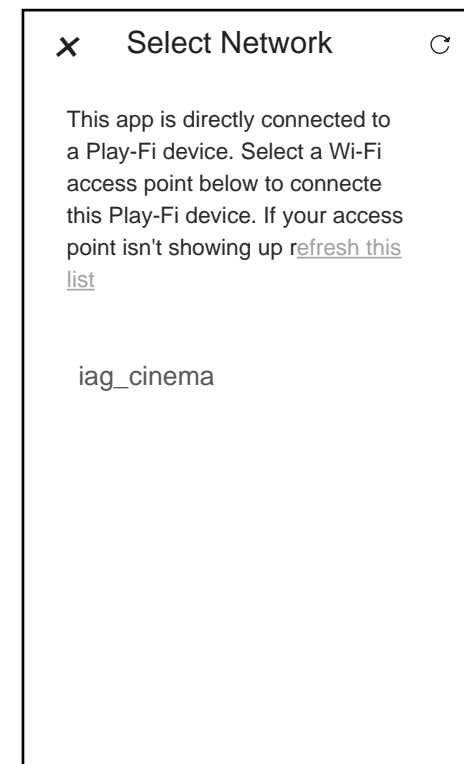 Select Network
This app is directly connected to
a Play-Fi device. Select a Wi-Fi
access point below to connecte
this Play-Fi device. If your access
point isn't showing up refresh this
list
iag_cinema